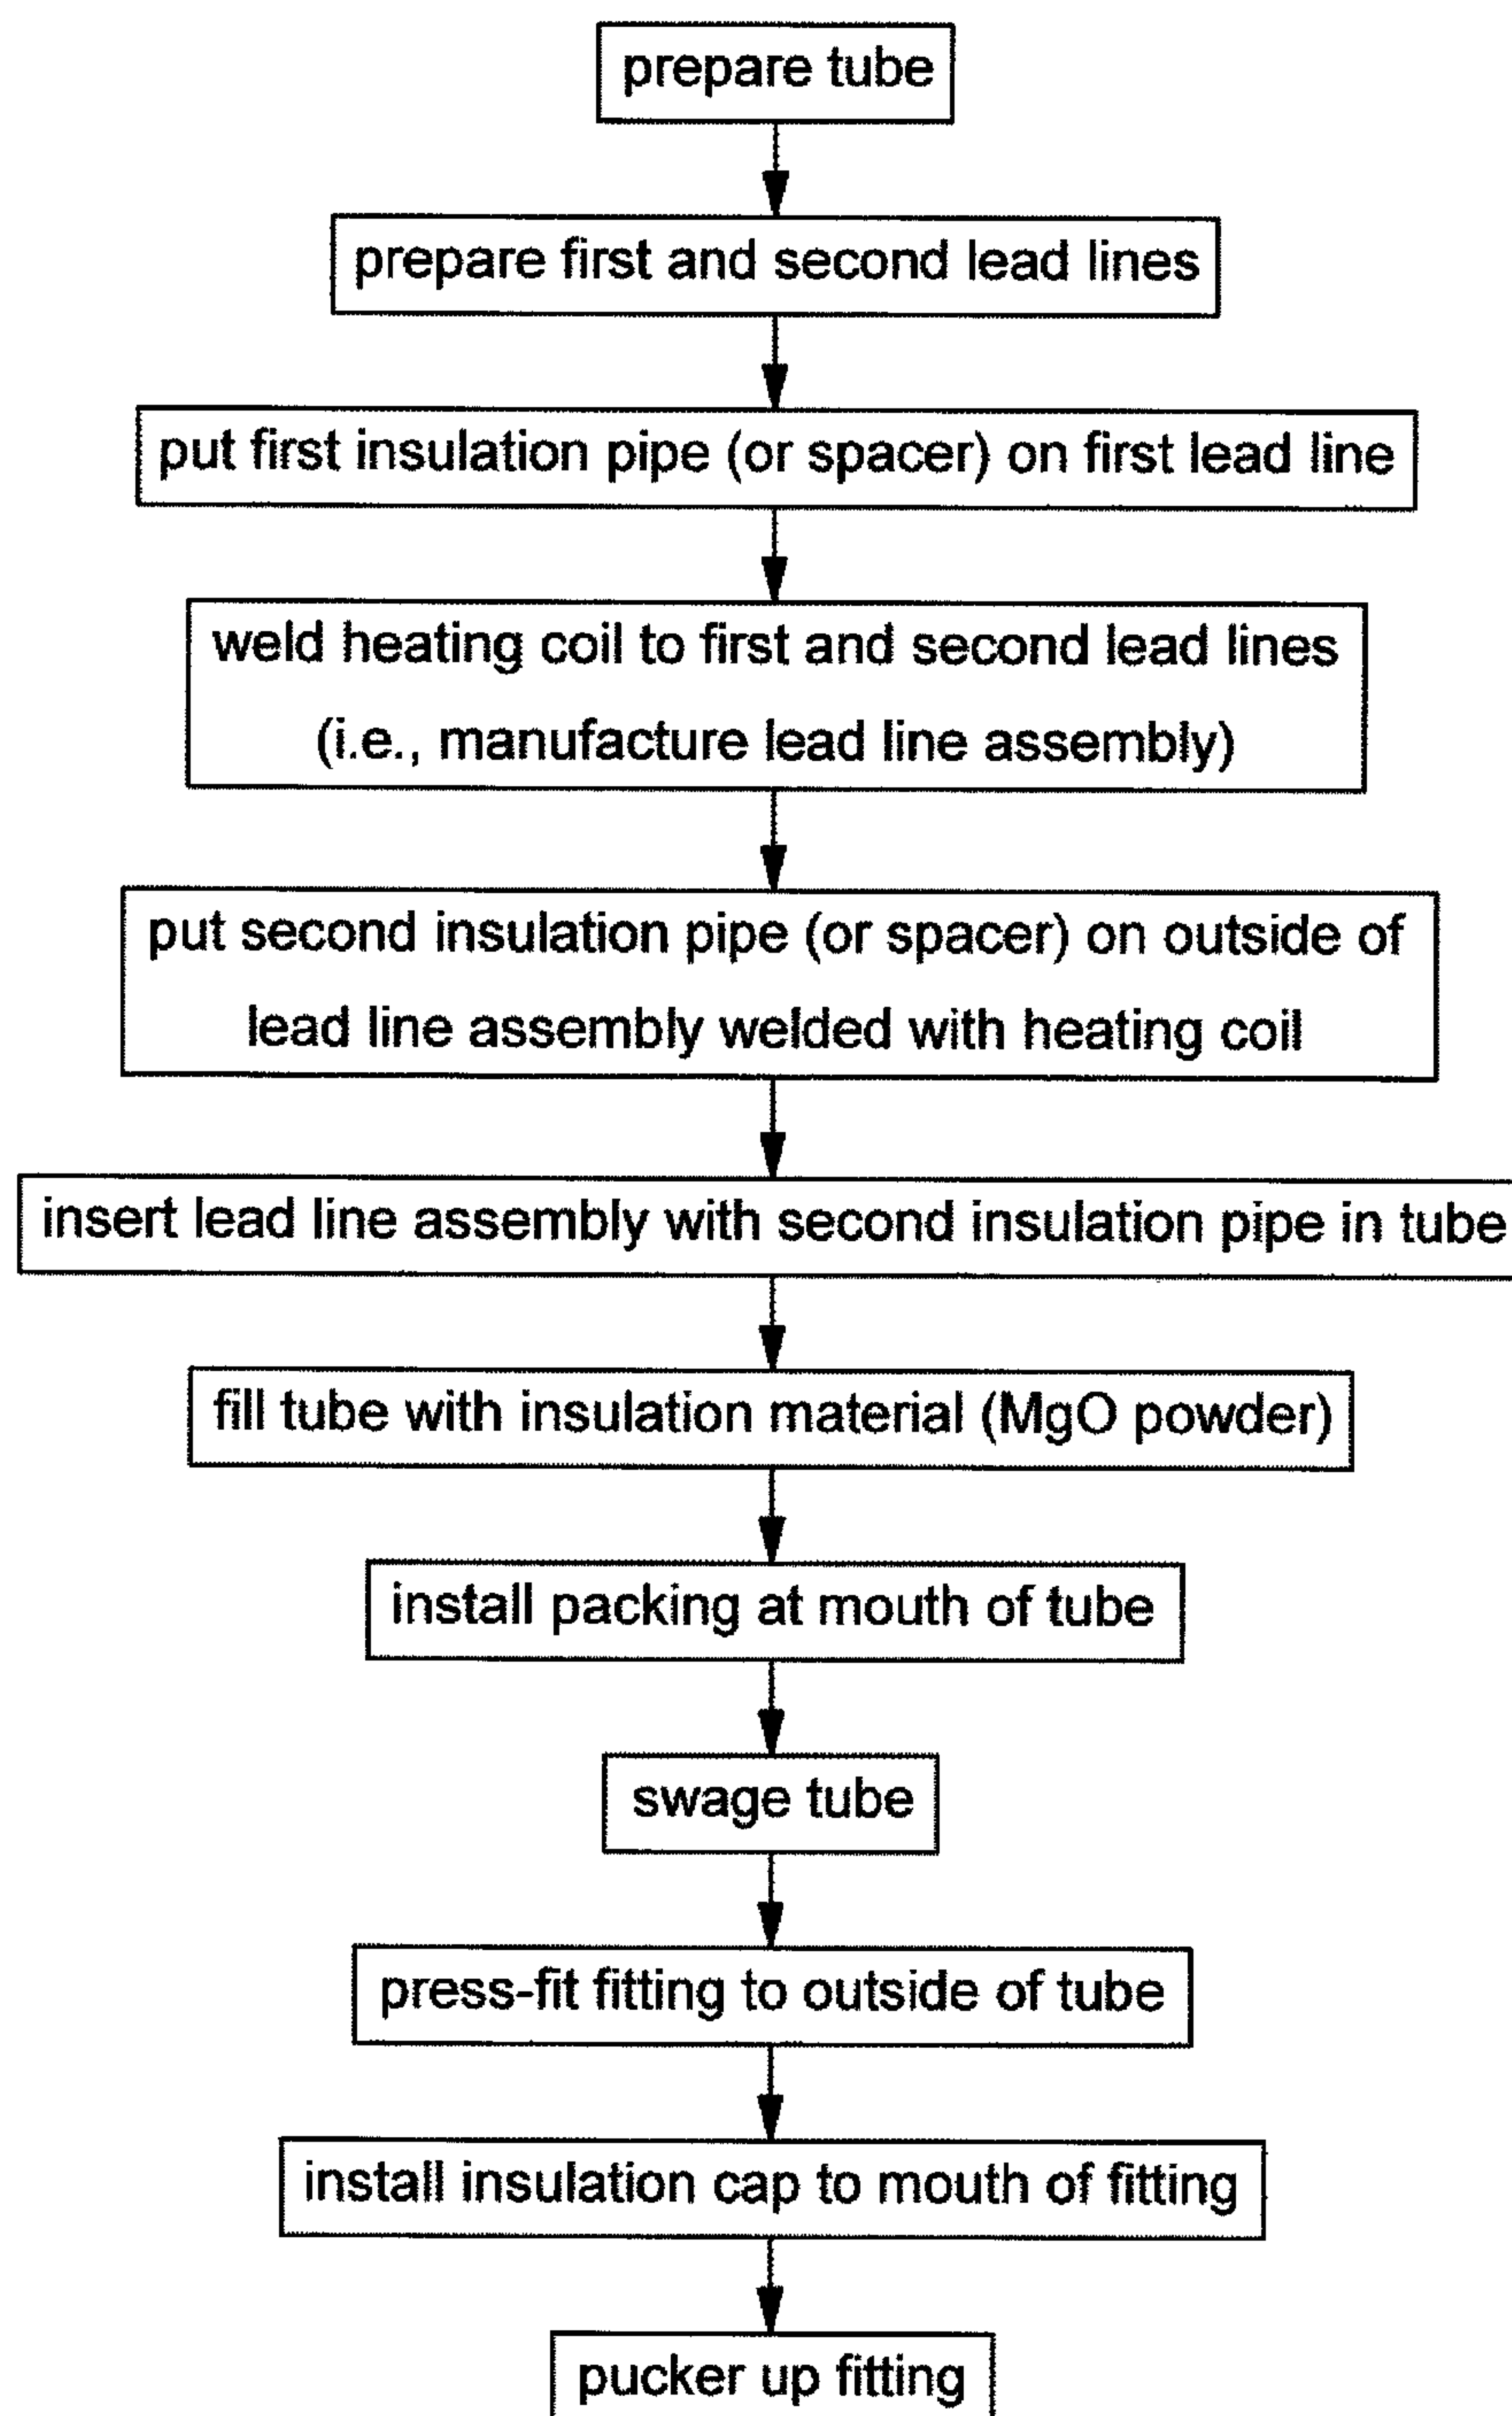 prepare tube
prepare first and second lead lines
put first insulation pipe (or spacer) on first lead line
weld heating coil to first and second lead lines
(i.e., manufacture lead line assembly)
put second insulation pipe (or spacer) on outside of
lead line assembly welded with heating coil
insert lead line assembly with second insulation pipe in tube
fill tube with insulation material (MgO powder)
install packing at mouth of tube
swage tube
press-fit fitting to outside of tube
install insulation cap to mouth of fitting
pucker up fitting